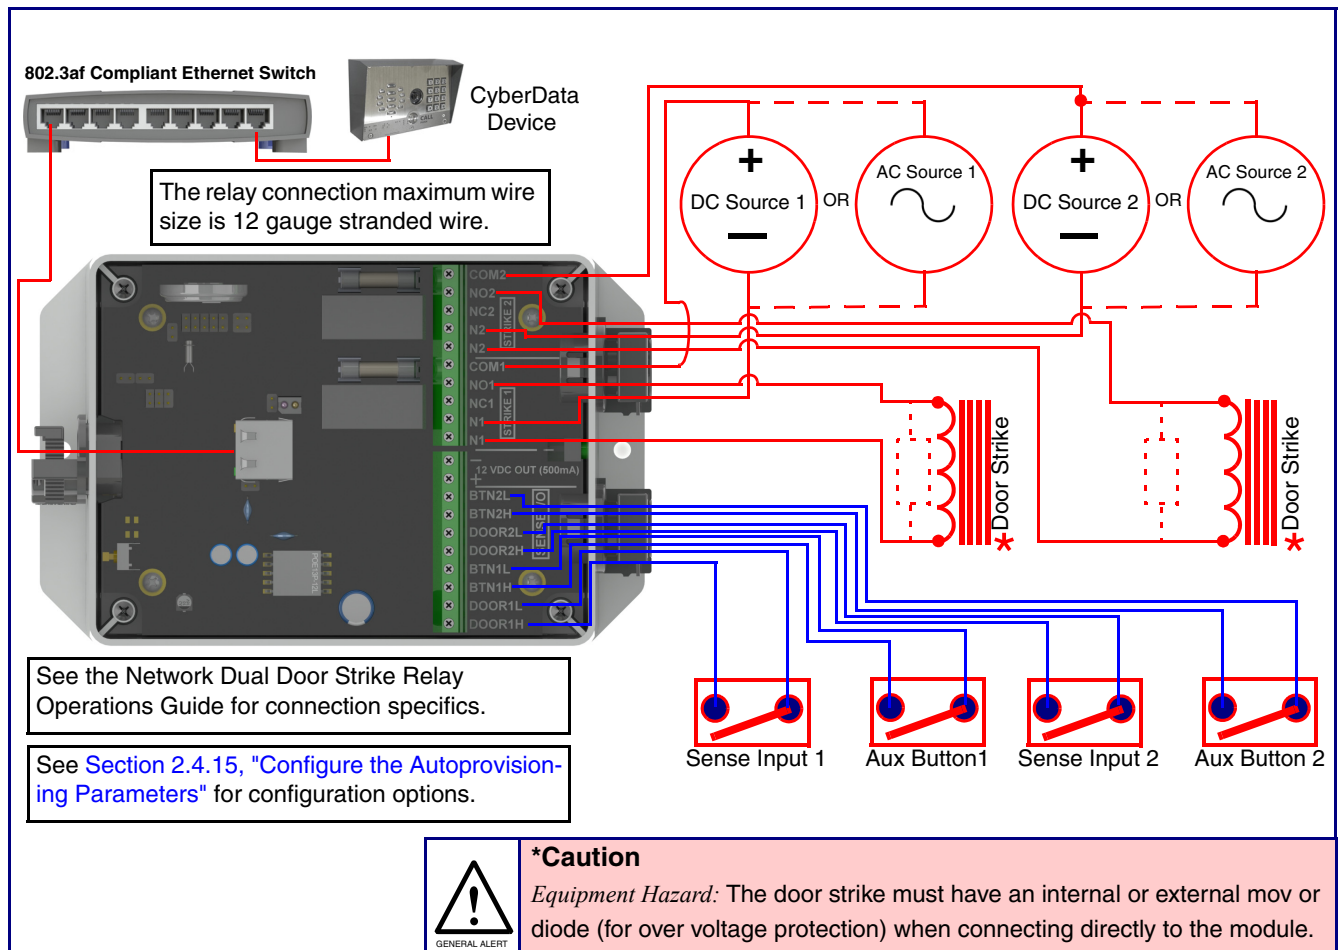 802.3af Compliant Ethernet Switch
CyberData
Device
CALL
The relay connection maximum wire
size is 12 gauge stranded wire.
+
DC Source 1
—
OR
AC Source 1
+
DC Source 2
—
OR
AC Source 2
COM2
NO2
NC2
N2
N2
STRIKE 2
COM1
NO1
NC1
N1
N1
STRIKE 1
–
12 VDC OUT (500mA)
+
BTN2L
BTN2H
DOOR2L
DOOR2H
BTN1L
BTN1H
DOOR1L
DOOR1H
SENSE I/O
POE13P-12L
*Door Strike
*Door Strike
See the Network Dual Door Strike Relay
Operations Guide for connection specifics.
See Section 2.4.15, "Configure the Autoprovision-
ing Parameters" for configuration options.
Sense Input 1
Aux Button1
Sense Input 2
Aux Button 2
GENERAL ALERT
*Caution
Equipment Hazard: The door strike must have an internal or external mov or
diode (for over voltage protection) when connecting directly to the module.